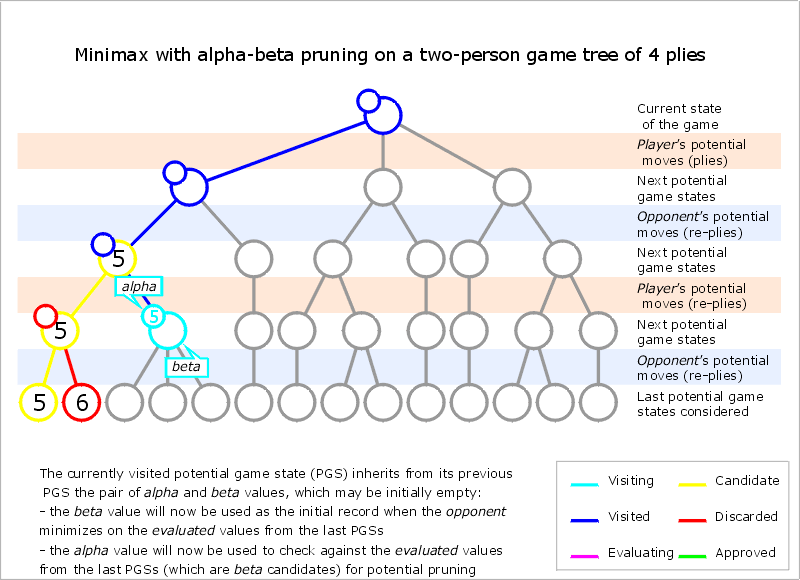 Minimax with alpha-beta pruning on a two-person game tree of 4 plies
Current state
of the game
Player's potential
moves (plies)
Next potential
game states
Opponent's potential
moves (re-plies)
5
Next potential
game states
alpha
Player's potential
moves (re-plies)
5
5
Next potential
game states
beta
Opponent's potential
moves (re-plies)
5
6
Last potential game
states considered
The currently visited potential game state (PGS) inherits from its previous
PGS the pair of alpha and beta values, which may be initially empty:
- the beta value will now be used as the initial record when the opponent
minimizes on the evaluated values from the last PGSs
- the alpha value will now be used to check against the evaluated values
from the last PGSs (which are beta candidates) for potential pruning
Visiting
Candidate
Visited
Discarded
Evaluating
Approved